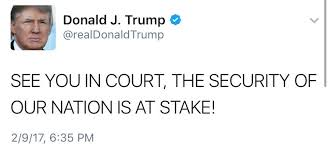 Donald J. Trump
@realDonaldTrump
SEE YOU IN COURT, THE SECURITY OF
OUR NATION IS AT STAKE!
2/9/17, 6:35 PM